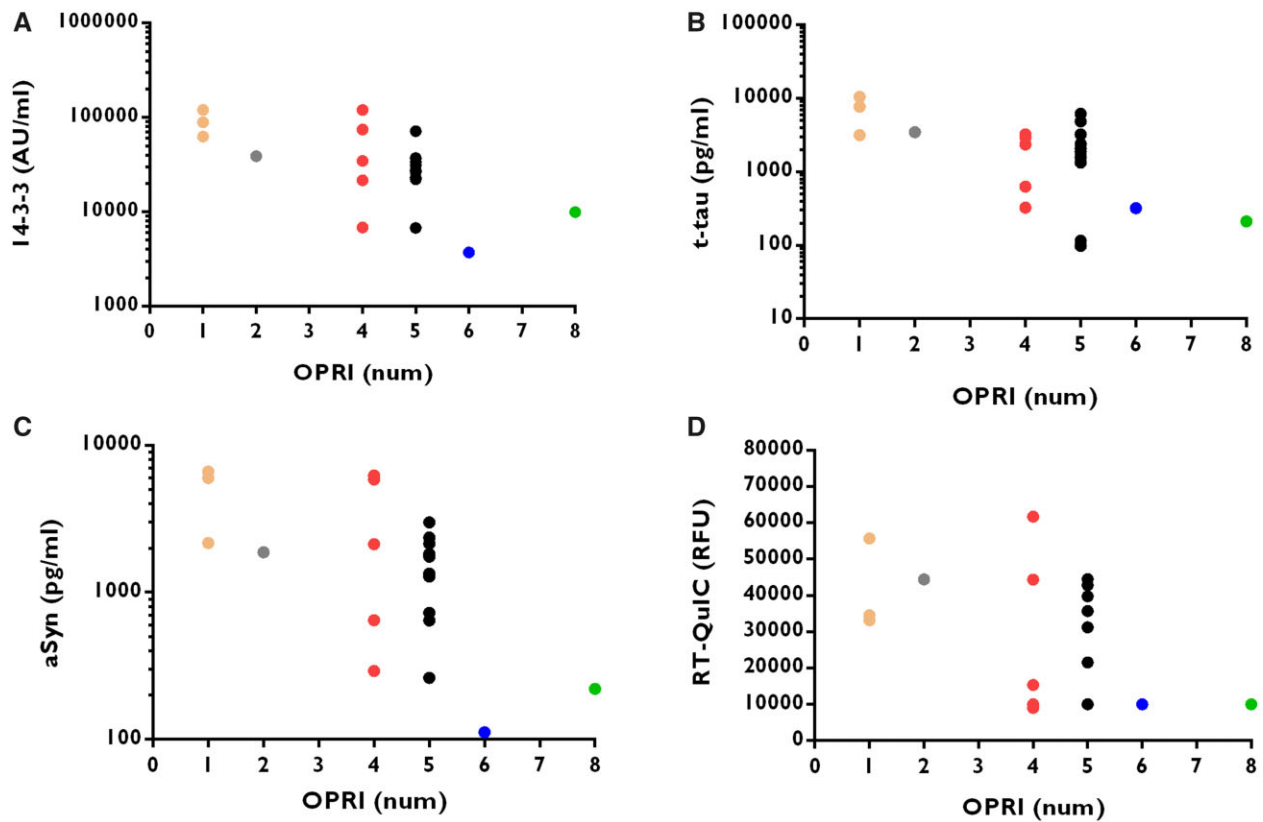 A
14-3-3 (AU/ml)
1000000
100000
10000
1000
0 1 2 3 4 5 6 7 8
OPRI (num)
B
t-tau (pg/ml)
100000
10000
1000
100
10
0 1 2 3 4 5 6 7 8
OPRI (num)
C
aSyn (pg/ml)
10000
1000
100
0 1 2 3 4 5 6 7 8
OPRI (num)
D
RT-QuIC (RFU)
80000
70000
60000
50000
40000
30000
20000
10000
0
0 1 2 3 4 5 6 7 8
OPRI (num)